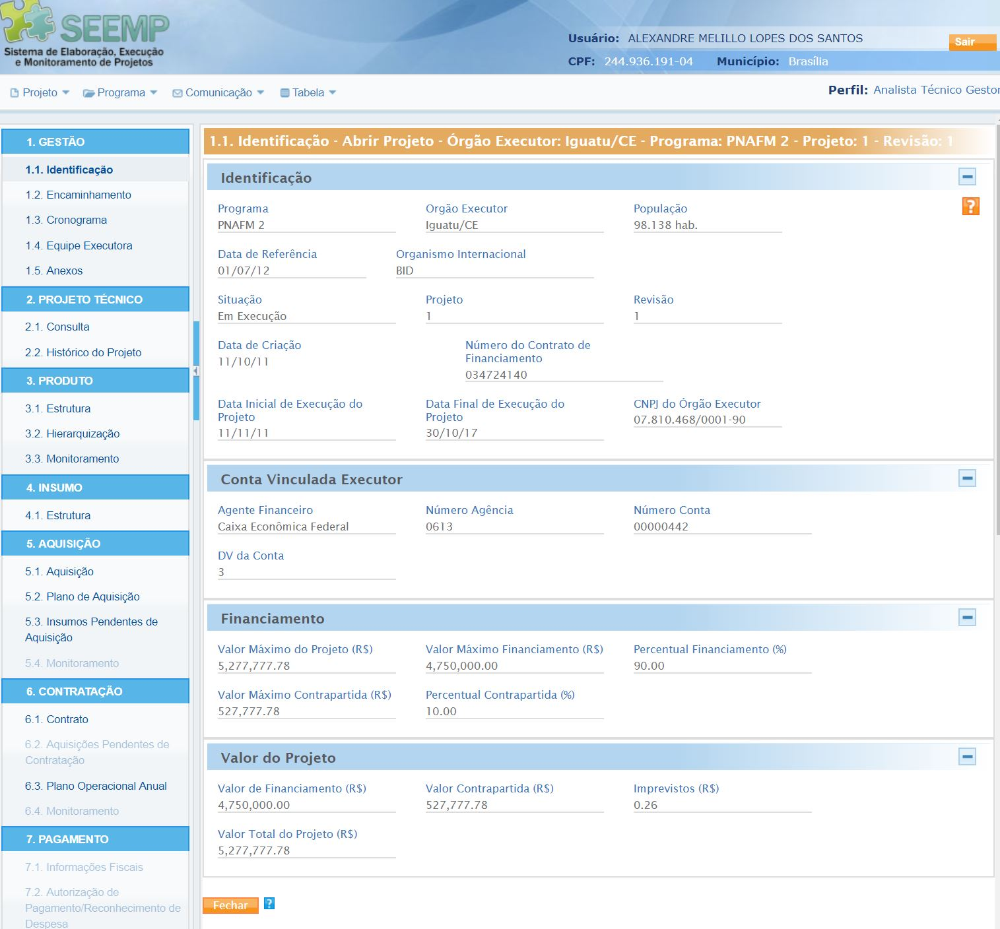 SEEMP
Sistema de Elaboração, Execução
e Monitoramento de Projetos
Usuário: ALEXANDRE MELILLO LOPES DOS SANTOS
Sair
CPF: 244.936.191-04 Município: Brasília
Projeto Programa Comunicação Tabela
Perfil: Analista Técnico Gestor
1. GESTÃO
1.1. Identificação
1.2. Encaminhamento
1.3. Cronograma
1.4. Equipe Executora
1.5. Anexos
2. PROJETO TÉCNICO
2.1. Consulta
2.2. Histórico do Projeto
3. PRODUTO
3.1. Estrutura
3.2. Hierarquização
3.3. Monitoramento
4. INSUMO
4.1. Estrutura
5. AQUISIÇÃO
5.1. Aquisição
5.2. Plano de Aquisição
5.3. Insumos Pendentes de
Aquisição
5.4. Monitoramento
6. CONTRATAÇÃO
6.1. Contrato
6.2. Aquisições Pendentes de
Contratação
6.3. Plano Operacional Anual
6.4. Monitoramento
7. PAGAMENTO
7.1. Informações Fiscais
7.2. Autorização de
Pagamento/Reconhecimento de
Despesa
1.1. Identificação - Abrir Projeto - Órgão Executor: Iguatu/CE - Programa: PNAFM 2 - Projeto: 1 - Revisão: 1
Identificação
?
Programa Orgão Executor População
PNAFM 2 Iguatu/CE 98.138 hab.
Data de Referência Organismo Internacional
01/07/12 BID
Situação Projeto Revisão
Em Execução 1 1
Data de Criação Número do Contrato de
Financiamento
11/10/11 034724140
Data Inicial de Execução do Data Final de Execução do CNPJ do Órgão Executor
Projeto Projeto
11/11/11 30/10/17 07.810.468/0001-90
Conta Vinculada Executor
Agente Financeiro Número Agência Número Conta
Caixa Econômica Federal 0613 00000442
DV da Conta
3
Financiamento
Valor Máximo do Projeto (R$) Valor Máximo Financiamento (R$) Percentual Financiamento (%)
5,277,777.78 4,750,000.00 90.00
Valor Máximo Contrapartida (R$) Percentual Contrapartida (%)
527,777.78 10.00
Valor do Projeto
Valor de Financiamento (R$) Valor Contrapartida (R$) Imprevistos (R$)
4,750,000.00 527,777.78 0.26
Valor Total do Projeto (R$)
5,277,777.78
Fechar ?